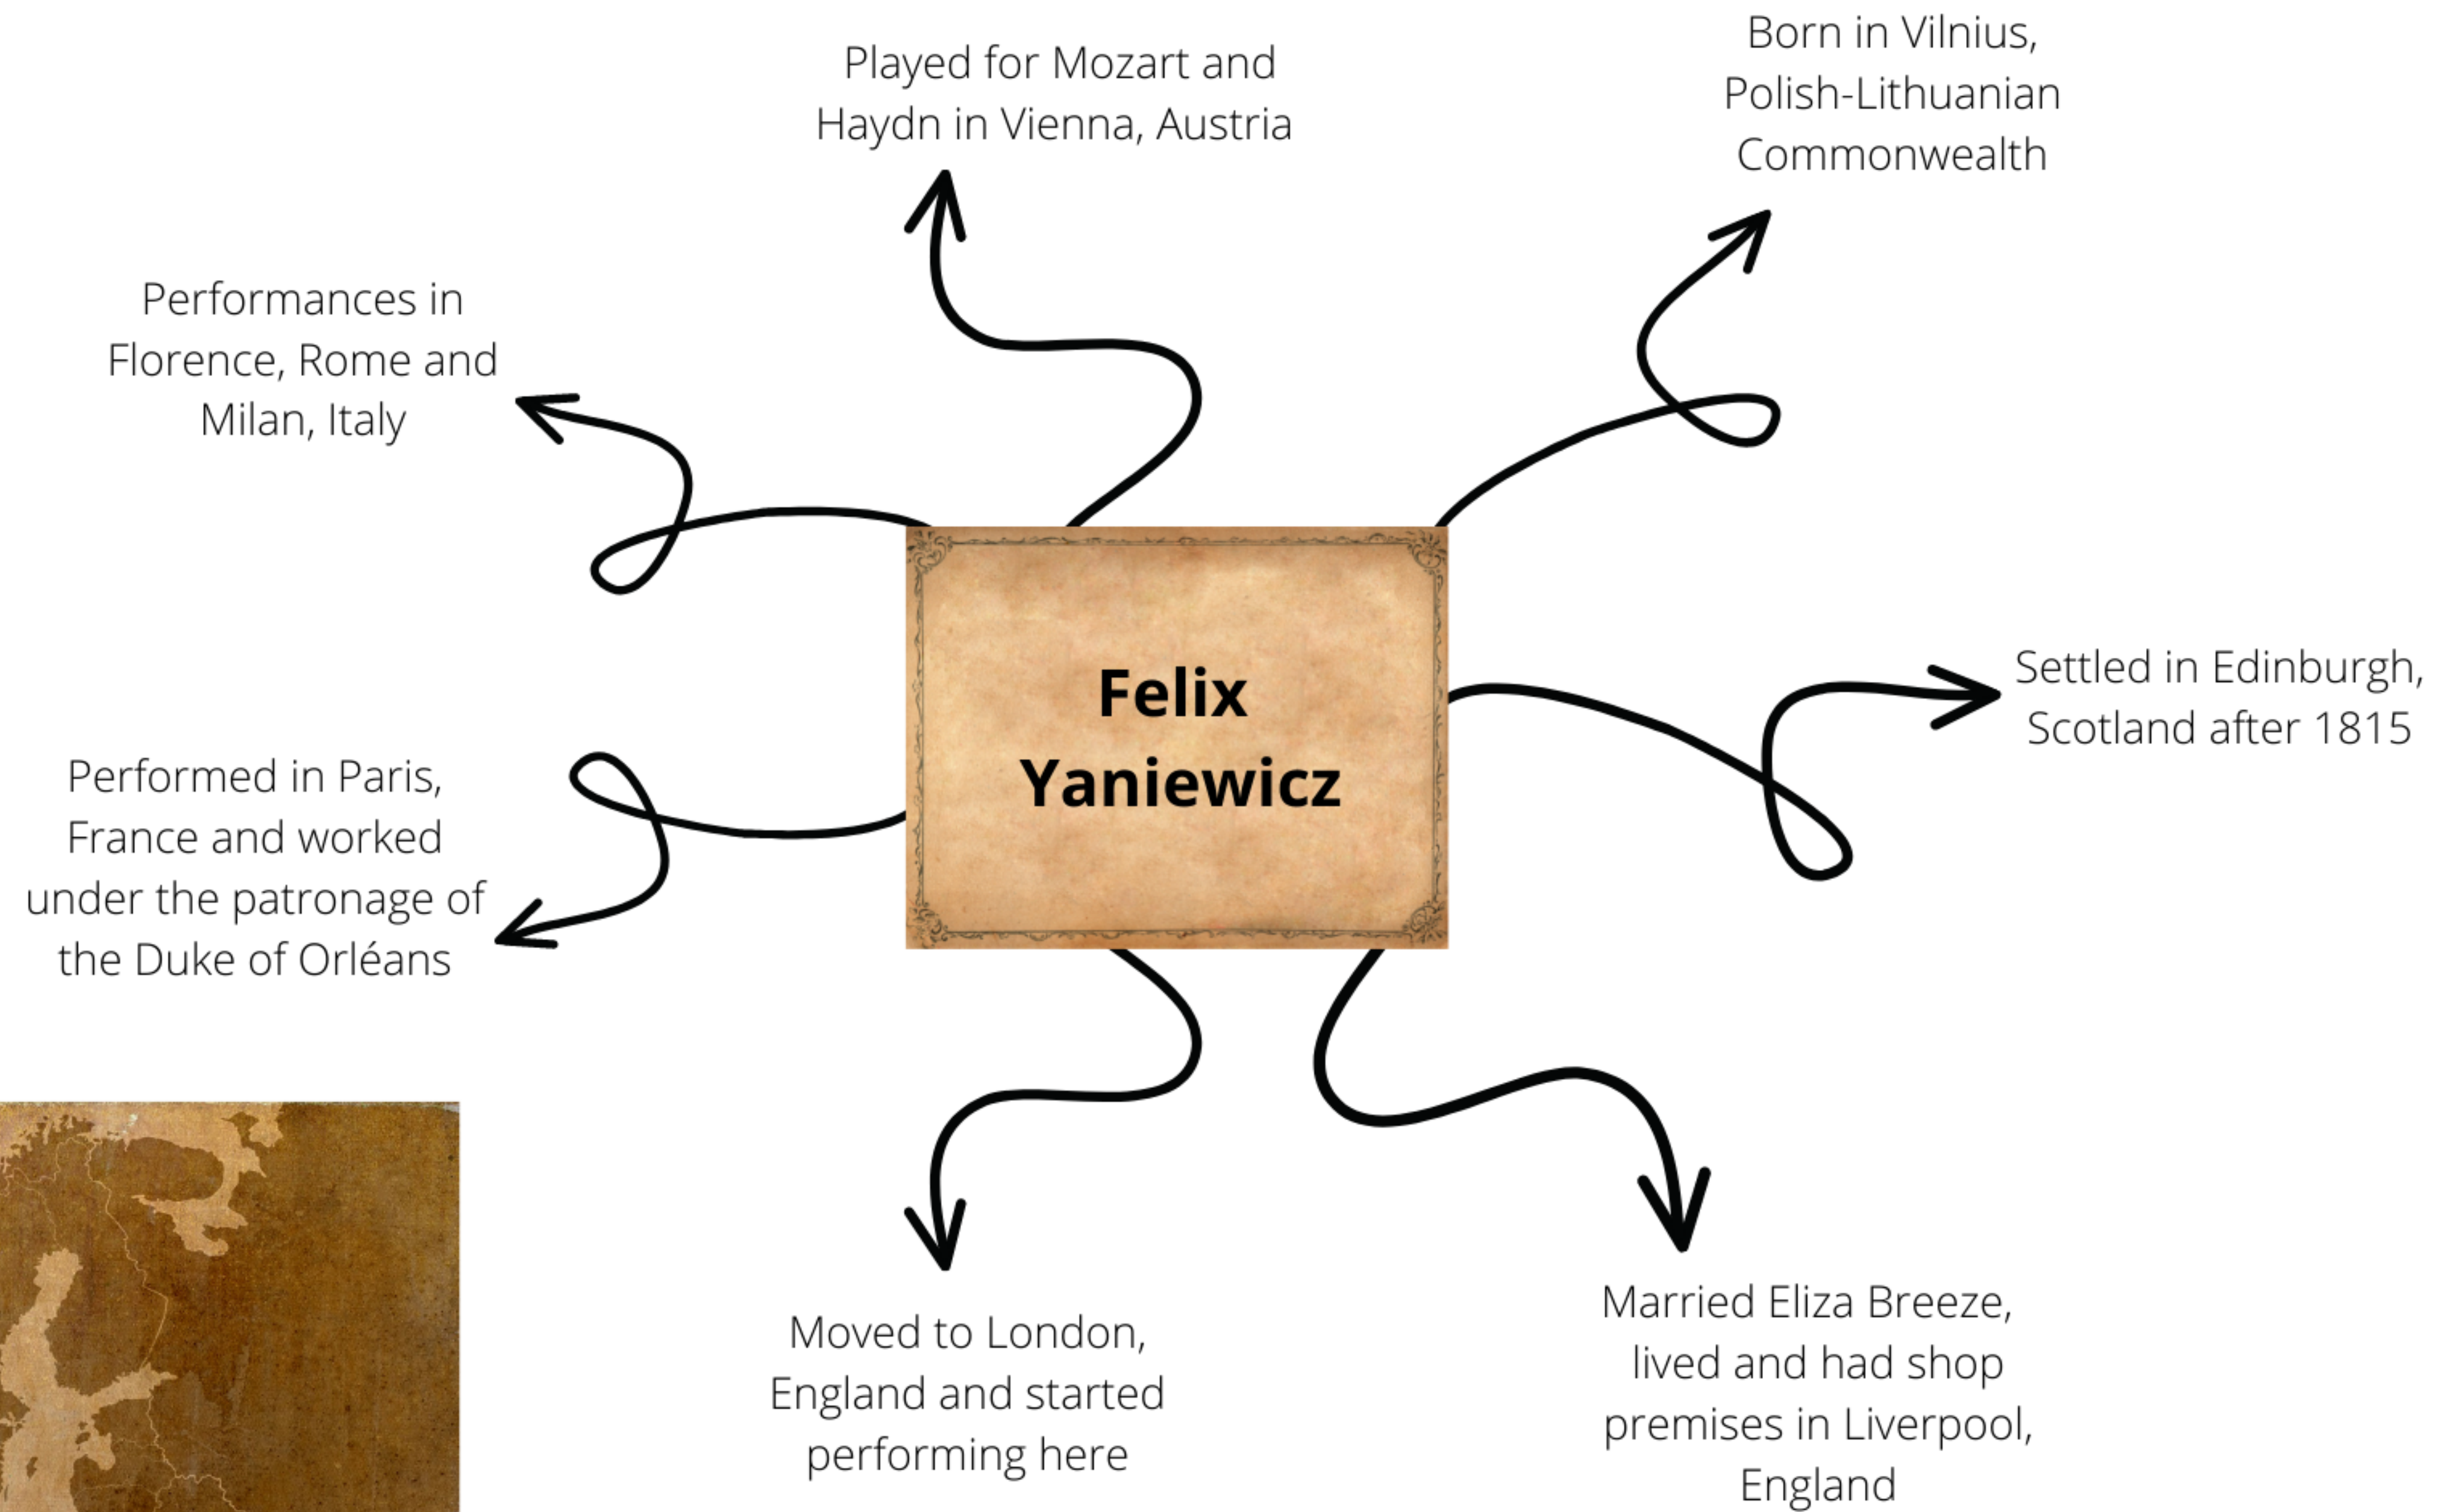 Played for Mozart and
Haydn in Vienna, Austria
Born in Vilnius,
Polish-Lithuanian
Commonwealth
Performances in
Florence, Rome and
Milan, Italy
Felix
Yaniewicz
Settled in Edinburgh,
Scotland after 1815
Performed in Paris,
France and worked
under the patronage of
the Duke of Orléans
Moved to London,
England and started
performing here
Married Eliza Breeze,
lived and had shop
premises in Liverpool,
England